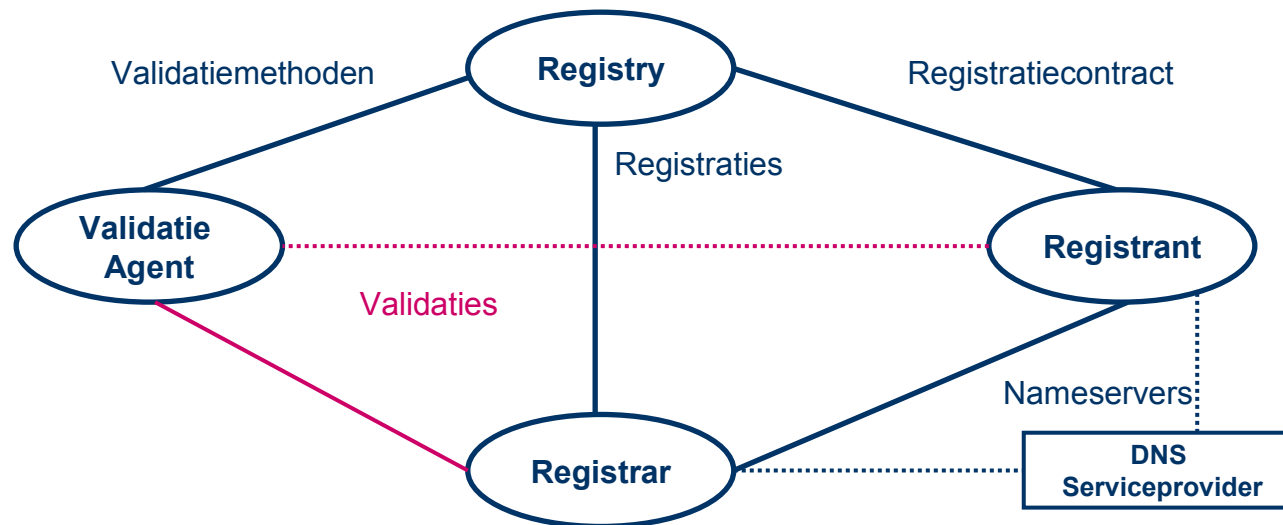 Validatiemethoden
Registry
Registratiecontract
Registraties
Validatie
Agent
Registrant
Validaties
Nameservers
Registrar
DNS
Serviceprovider